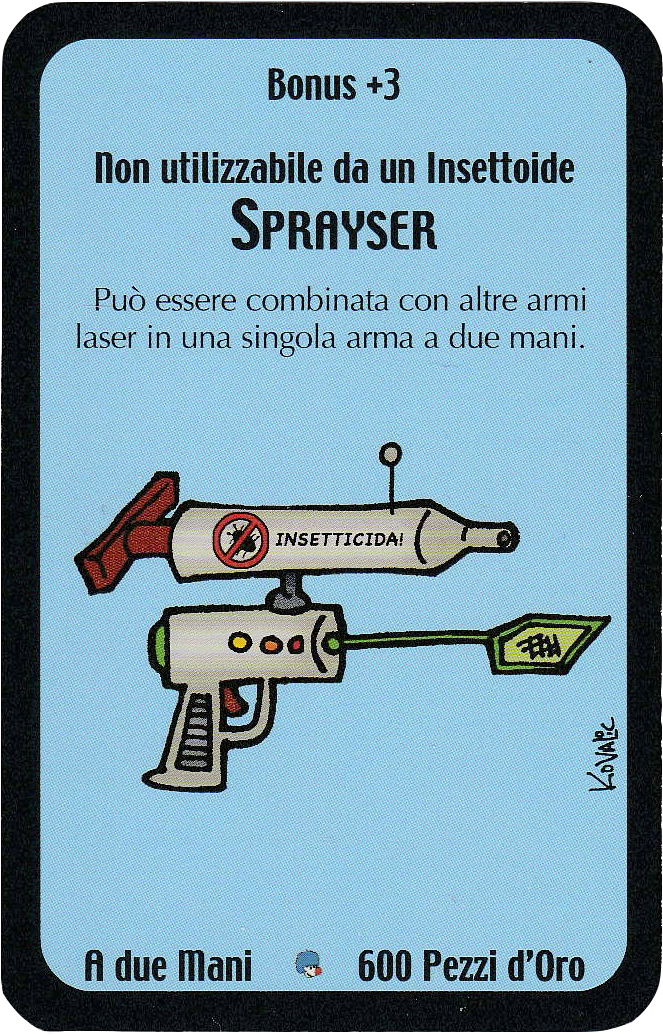 Bonus +3
Non utilizzabile da un Insettoide
SPRAYSER
Può essere combinata con altre armi
laser in una singola arma a due mani.
INSETTICIDA!
KOVALIC
A due Mani 600 Pezzi d'Oro